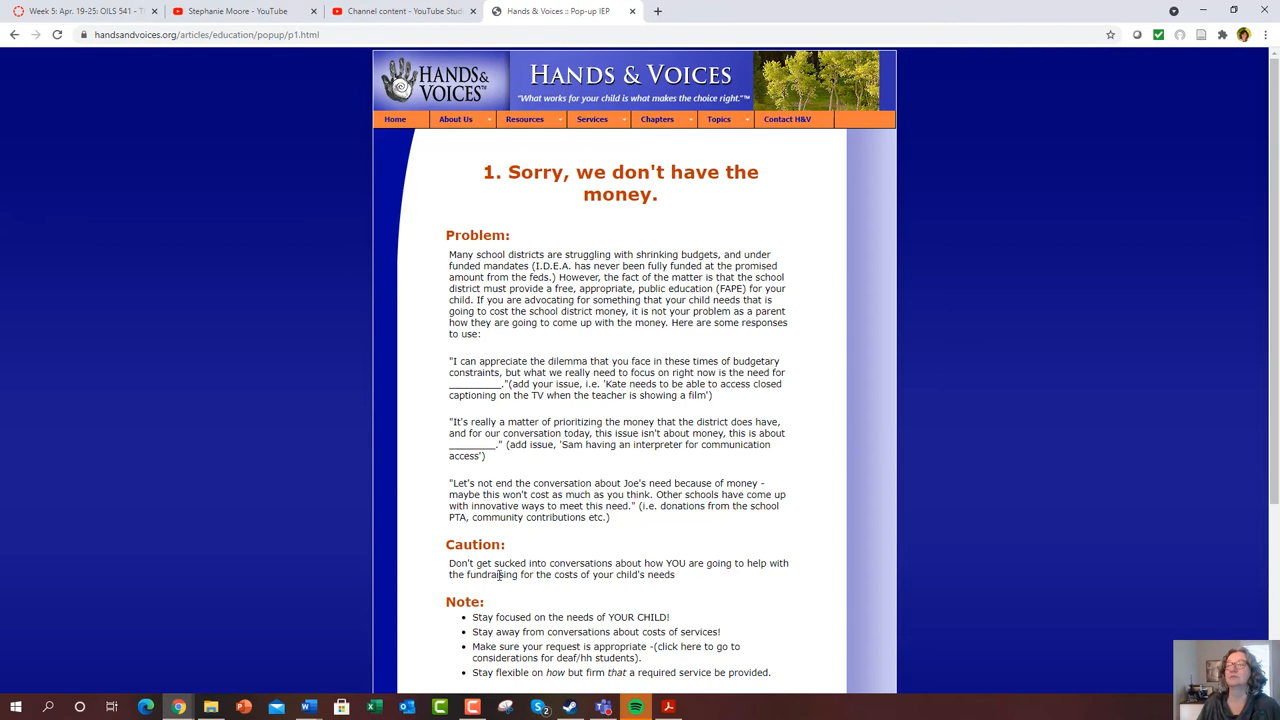 Week 5: Apr. 19-25: OILS 541 - T
Stephanie Moore - YouTube
Channel content - YouTube Stud
Hands & Voices :: Pop-up IEP
handsandvoices.org/articles/education/popup/p1.html
HANDS & VOICES™
HANDS & VOICES
"What works for your child is what makes the choice right."™
Home About Us Resources Services Chapters Topics Contact H&V
1. Sorry, we don't have the
money.
Problem:
Many school districts are struggling with shrinking budgets, and under
funded mandates (I.D.E.A. has never been fully funded at the promised
amount from the feds.) However, the fact of the matter is that the school
district must provide a free, appropriate, public education (FAPE) for your
child. If you are advocating for something that your child needs that is
going to cost the school district money, it is not your problem as a parent
how they are going to come up with the money. Here are some responses
to use:
"I can appreciate the dilemma that you face in these times of budgetary
constraints, but what we really need to focus on right now is the need for
_________."(add your issue, i.e. 'Kate needs to be able to access closed
captioning on the TV when the teacher is showing a film')
"It's really a matter of prioritizing the money that the district does have,
and for our conversation today, this issue isn't about money, this is about
________." (add issue, 'Sam having an interpreter for communication
access')
"Let's not end the conversation about Joe's need because of money -
maybe this won't cost as much as you think. Other schools have come up
with innovative ways to meet this need." (i.e. donations from the school
PTA, community contributions etc.)
Caution:
Don't get sucked into conversations about how YOU are going to help with
the fundraising for the costs of your child's needs
Note:
• Stay focused on the needs of YOUR CHILD!
• Stay away from conversations about costs of services!
• Make sure your request is appropriate -(click here to go to
considerations for deaf/hh students).
• Stay flexible on how but firm that a required service be provided.